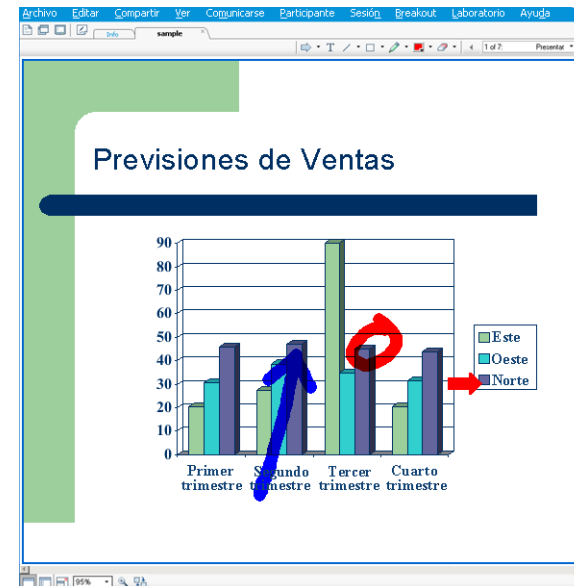 Archivo Editar Compartir Ver Comunicarse Participante Sesión Breakout Laboratorio Ayuda
Info sample
T 1 of 7: Presentat
Previsiones de Ventas
90
80
70
60
50
40
30
20
10
0
Este
Oeste
Norte
Primer Segundo Tercer Cuarto
trimestre trimestre trimestre trimestre
95%